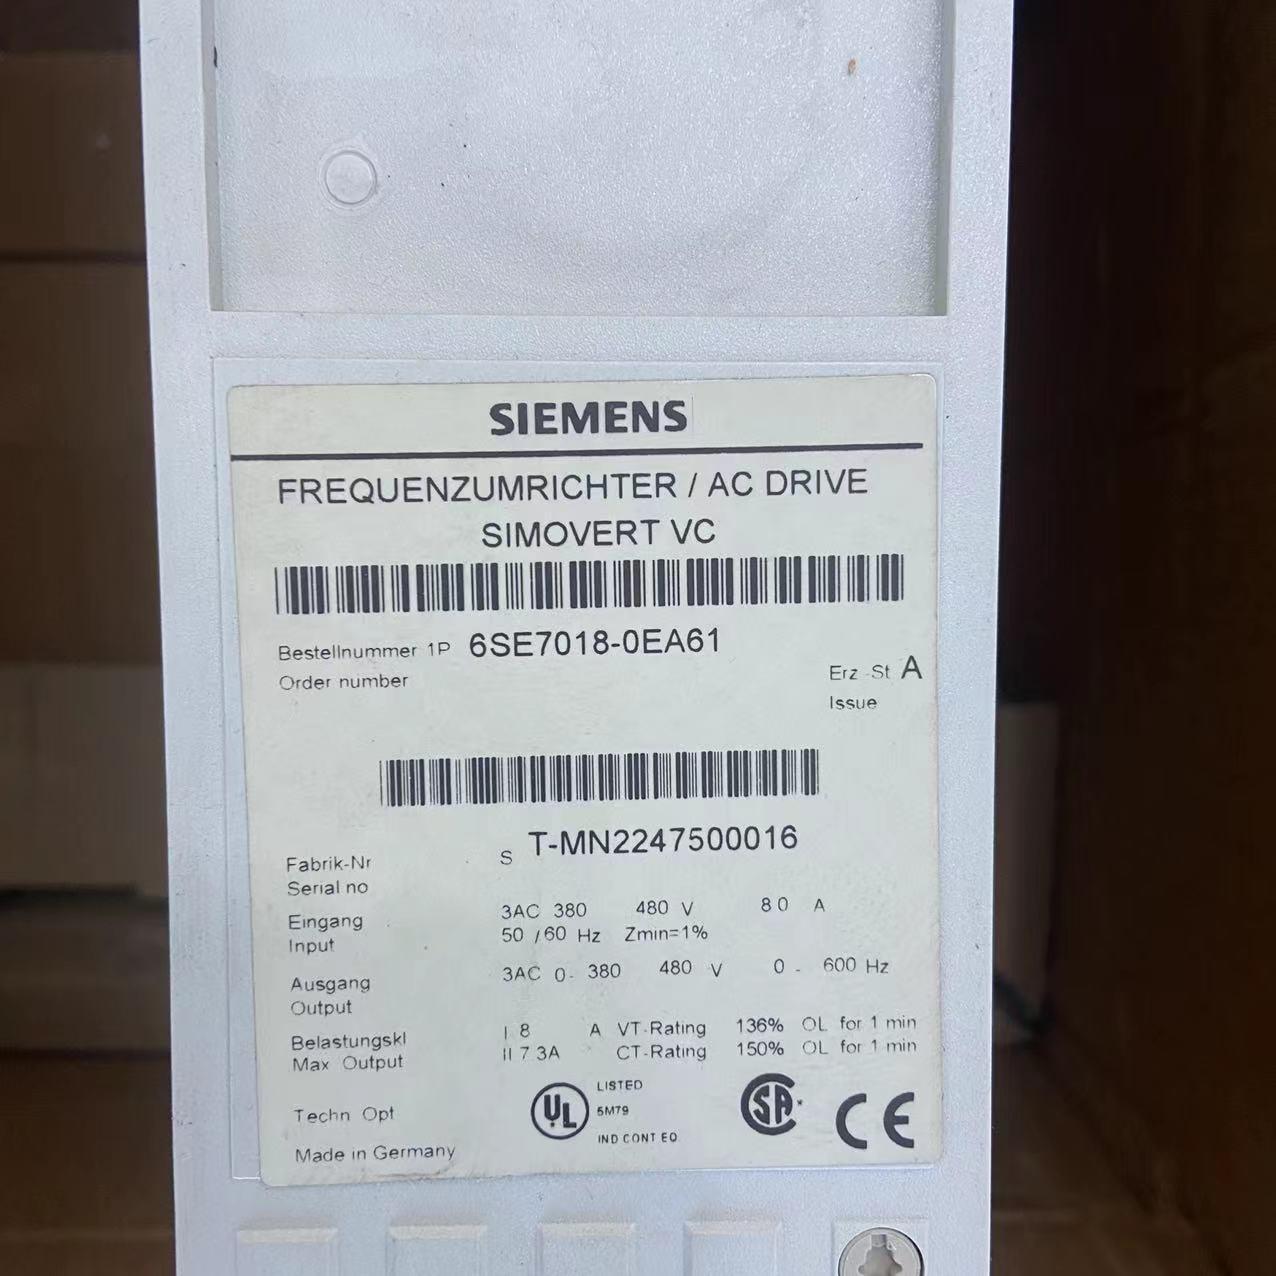 SIEMENS
FREQUENZUMRICHTER / AC DRIVE
SIMOVERT VC
Bestellnummer 1P 6SE7018-0EA61
Order number
Erz -St A
Issue
S T-MN2247500016
Fabrik-Nr
Serial no
Eingang 3AC 380 480 V 80 A
Input 50 /60 Hz Zmin=1%
Ausgang 3AC 0- 380 480 V 0 - 600 Hz
Output
Belastungskl I 8 A VT-Rating 136% OL for 1 min
Max Output II 7 3A CT-Rating 150% OL for 1 min
Techn Opt
UL LISTED
5M79
IND CONT EQ
SA
CE
Made in Germany